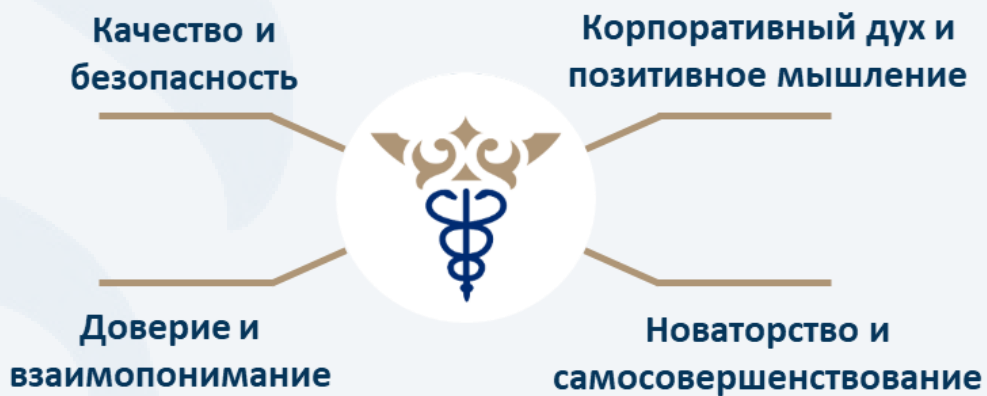 Качество и
безопасность
Корпоративный дух и
позитивное мышление
Доверие и
взаимопонимание
Новаторство и
самосовершенствование